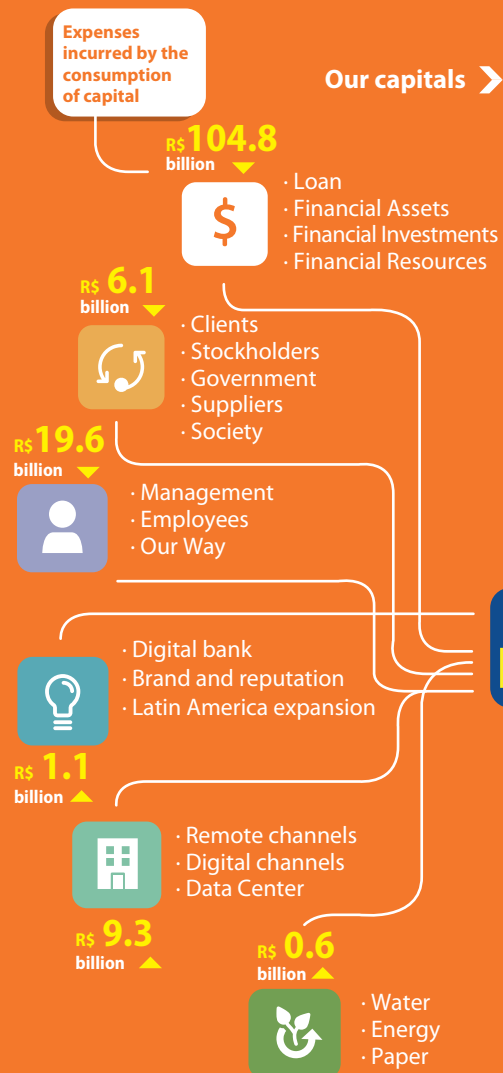 Expenses
incurred by the
consumption
of capital
Our capitals
R$ 104.8
billion
· Loan
· Financial Assets
· Financial Investments
· Financial Resources
R$ 6.1
billion
· Clients
· Stockholders
· Government
· Suppliers
· Society
R$ 19.6
billion
· Management
· Employees
· Our Way
· Digital bank
· Brand and reputation
· Latin America expansion
R$ 1.1
billion
· Remote channels
· Digital channels
· Data Center
R$ 9.3
billion
R$ 0.6
billion
· Water
· Energy
· Paper